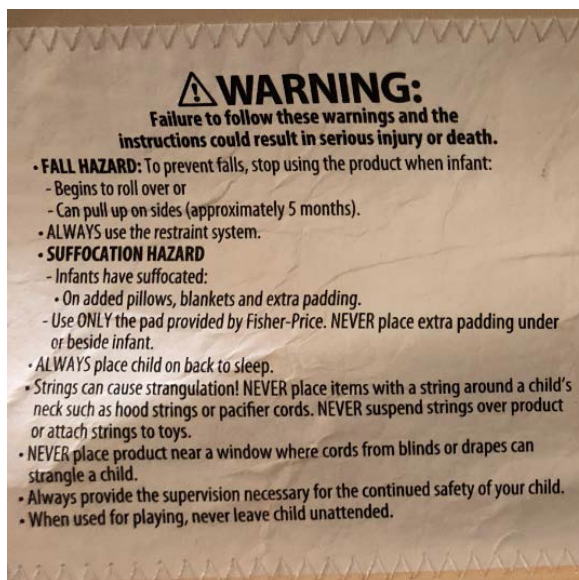 ⚠WARNING:
Failure to follow these warnings and the
instructions could result in serious injury or death.
• FALL HAZARD: To prevent falls, stop using the product when infant:
- Begins to roll over or
- Can pull up on sides (approximately 5 months).
• ALWAYS use the restraint system.
• SUFFOCATION HAZARD
- Infants have suffocated:
• On added pillows, blankets and extra padding.
- Use ONLY the pad provided by Fisher-Price. NEVER place extra padding under
or beside infant.
• ALWAYS place child on back to sleep.
• Strings can cause strangulation! NEVER place items with a string around a child's
neck such as hood strings or pacifier cords. NEVER suspend strings over product
or attach strings to toys.
• NEVER place product near a window where cords from blinds or drapes can
strangle a child.
• Always provide the supervision necessary for the continued safety of your child.
• When used for playing, never leave child unattended.